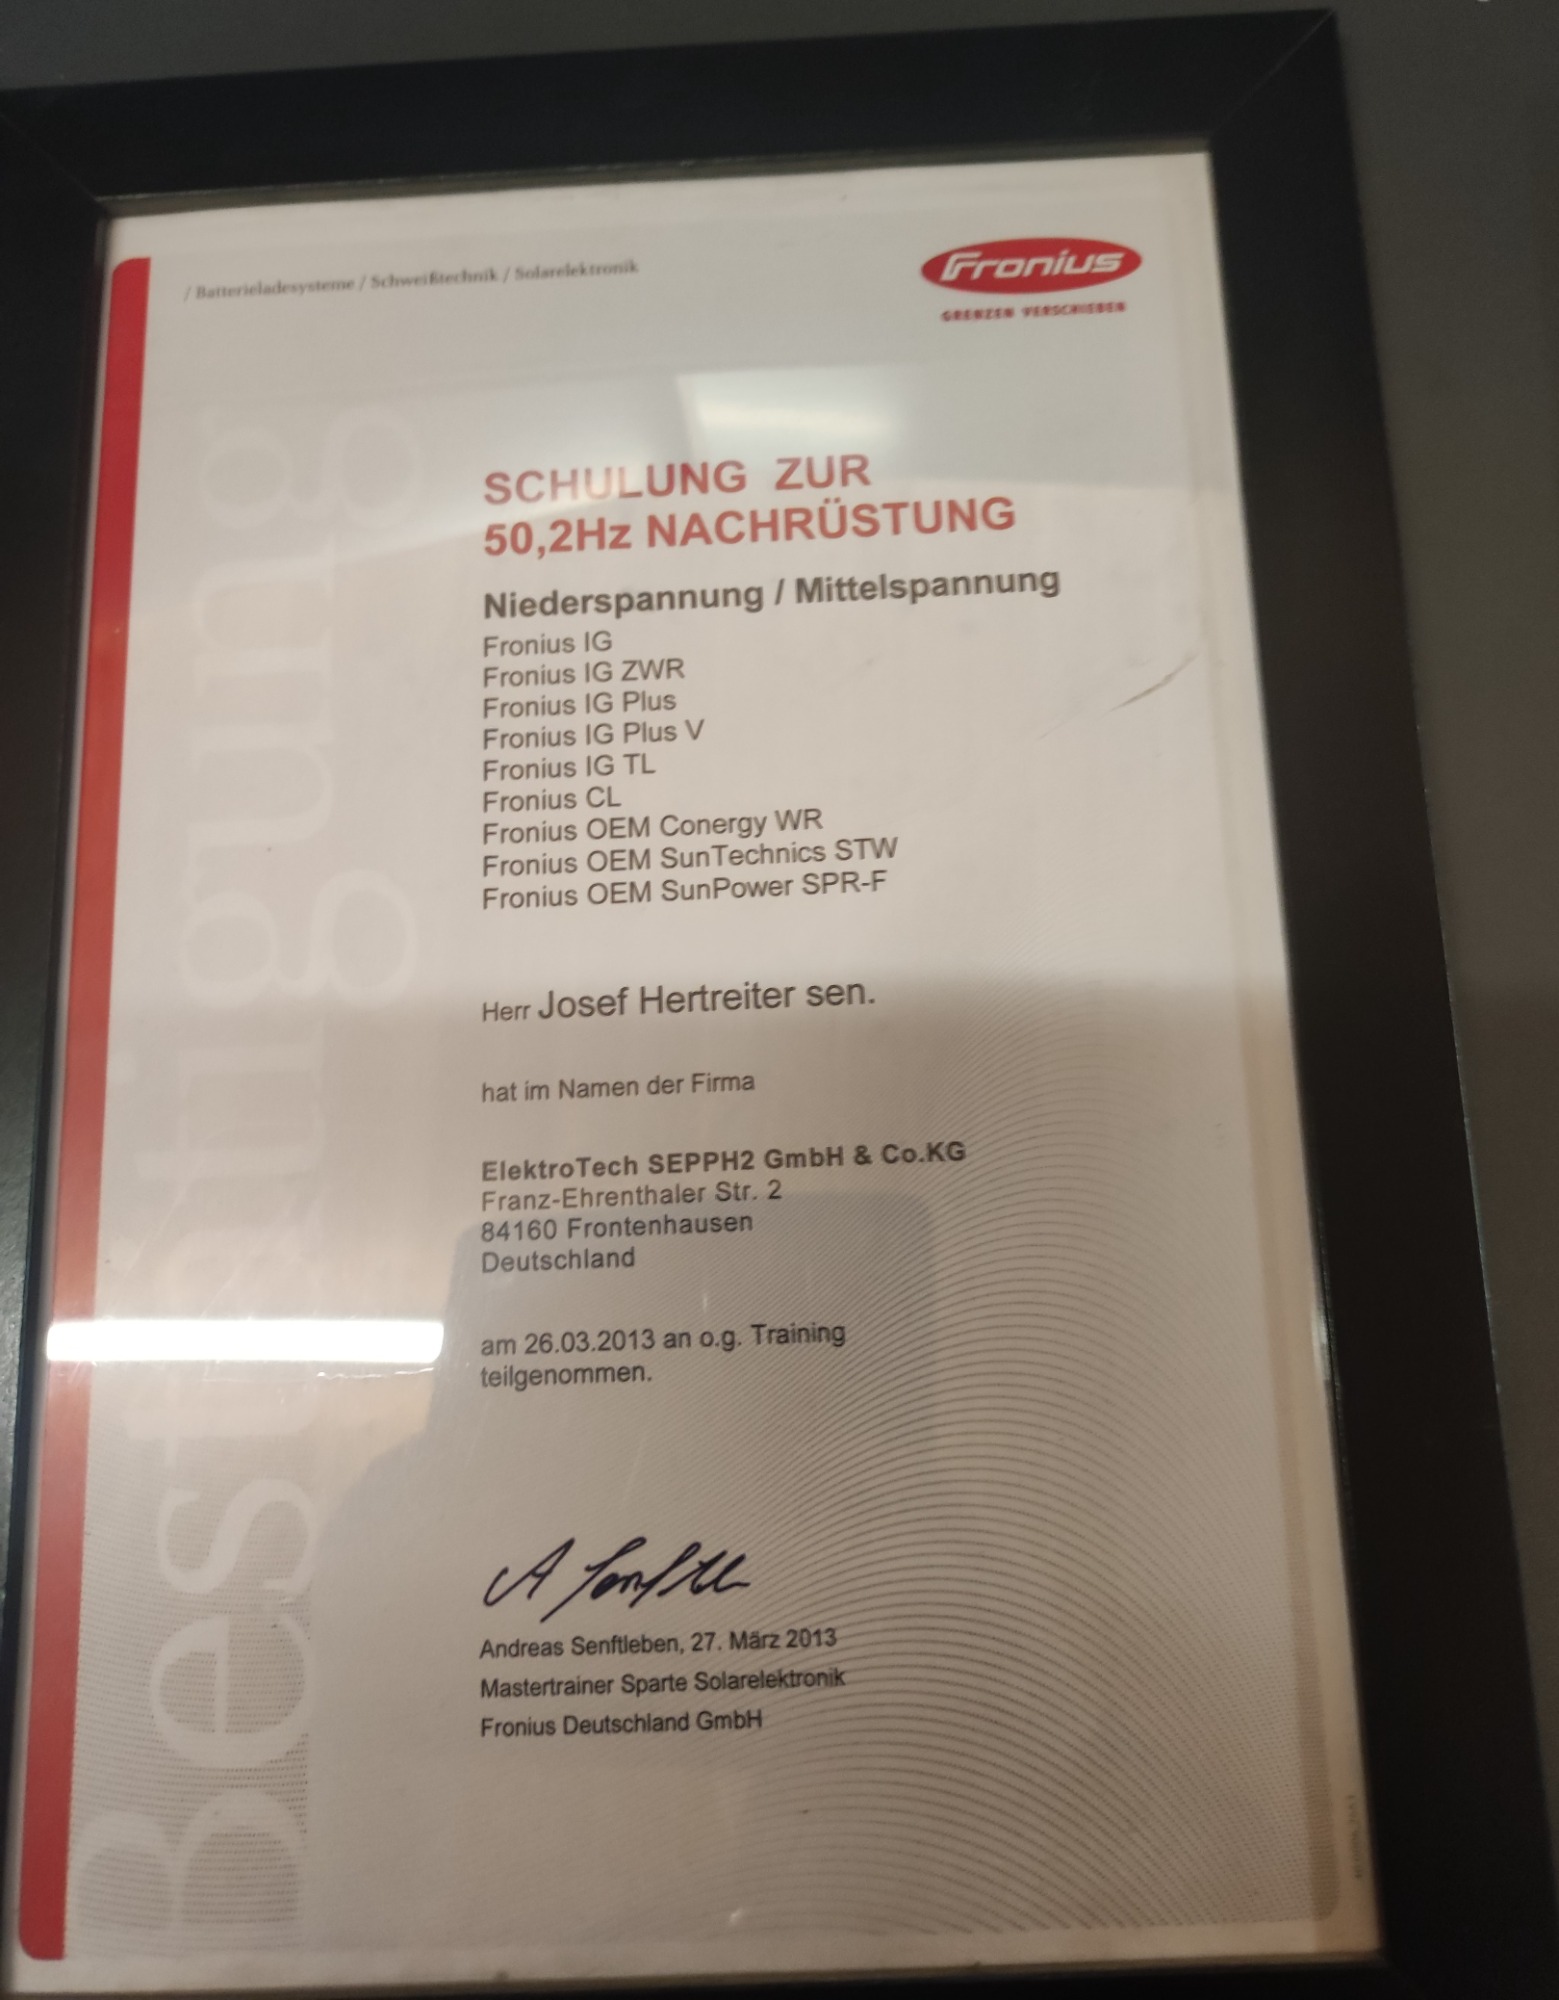 / Batterieladesysteme / Schweißtechnik / Solarelektronik
Fronius
GRENZEN VERSCHIEBEN
Bestätigung
SCHULUNG ZUR
50,2Hz NACHRÜSTUNG
Niederspannung / Mittelspannung
Fronius IG
Fronius IG ZWR
Fronius IG Plus
Fronius IG Plus V
Fronius IG TL
Fronius CL
Fronius OEM Conergy WR
Fronius OEM SunTechnics STW
Fronius OEM SunPower SPR-F
Herr Josef Hertreiter sen.
hat im Namen der Firma
ElektroTech SEPPH2 GmbH & Co.KG
Franz-Ehrenthaler Str. 2
84160 Frontenhausen
Deutschland
am 26.03.2013 an o.g. Training
teilgenommen.
Andreas Senftleben, 27. März 2013
Mastertrainer Sparte Solarelektronik
Fronius Deutschland GmbH